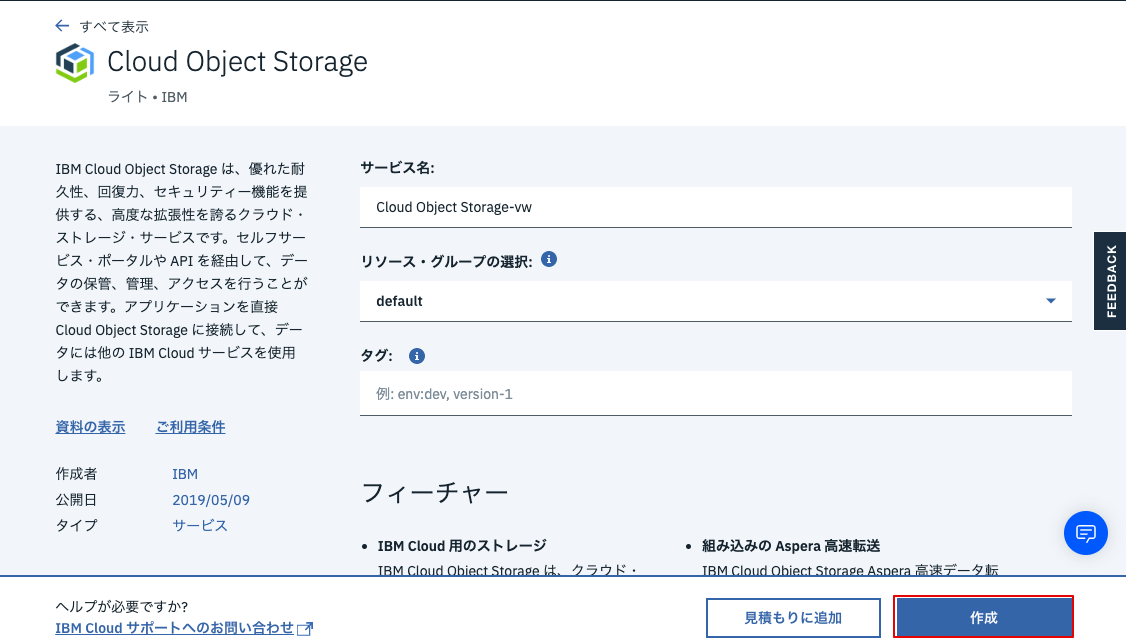 ← すべて表示
Cloud Object Storage
ライト • IBM
IBM Cloud Object Storage は、優れた耐
久性、回復力、セキュリティー機能を提
供する、高度な拡張性を誇るクラウド・
ストレージ・サービスです。セルフサー
ビス・ポータルや API を経由して、デー
タの保管、管理、アクセスを行うことが
できます。アプリケーションを直接
Cloud Object Storage に接続して、デー
タには他の IBM Cloud サービスを使用
します。
資料の表示 ご利用条件
作成者 IBM
公開日 2019/05/09
タイプ サービス
サービス名:
Cloud Object Storage-vw
リソース・グループの選択:
default
タグ:
例: env:dev, version-1
フィーチャー
• IBM Cloud 用のストレージ
IBM Cloud Object Storage は、クラウド・
• 組み込みの Aspera 高速転送
IBM Cloud Object Storage Aspera 高速データ転
FEEDBACK
ヘルプが必要ですか?
IBM Cloud サポートへのお問い合わせ
見積もりに追加
作成